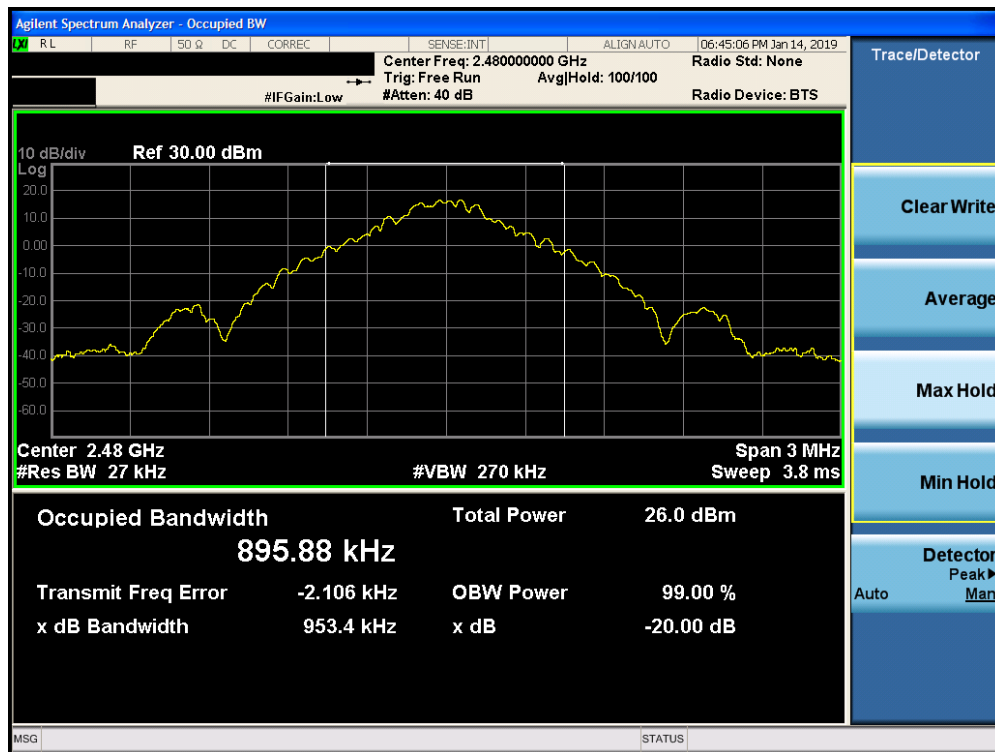 Agilent Spectrum Analyzer - Occupied BW
LXI RL RF 50 Ω DC CORREC SENSE:INT ALIGNAUTO 06:45:06 PM Jan 14, 2019
Center Freq: 2.480000000 GHz Radio Std: None
Trig: Free Run Avg|Hold: 100/100
#IFGain:Low #Atten: 40 dB Radio Device: BTS
10 dB/div Ref 30.00 dBm
Log
20.0
10.0
0.00
-10.0
-20.0
-30.0
-40.0
-50.0
-60.0
Center 2.48 GHz Span 3 MHz
#Res BW 27 kHz #VBW 270 kHz Sweep 3.8 ms
Occupied Bandwidth Total Power 26.0 dBm
895.88 kHz
Transmit Freq Error -2.106 kHz OBW Power 99.00 %
x dB Bandwidth 953.4 kHz x dB -20.00 dB
MSG STATUS
Trace/Detector
Clear Write
Average
Max Hold
Min Hold
Detector
Peak▶
Auto Man